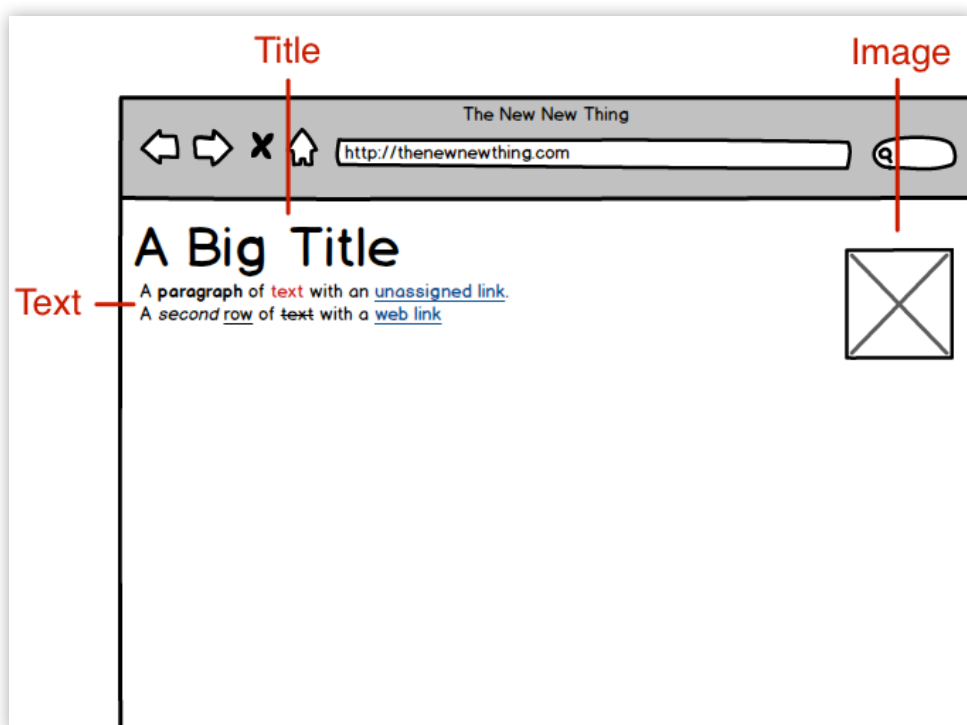 Title
Image
The New New Thing
http://thenewnewthing.com
A Big Title
Text
A paragraph of text with an unassigned link.
A second row of text with a web link